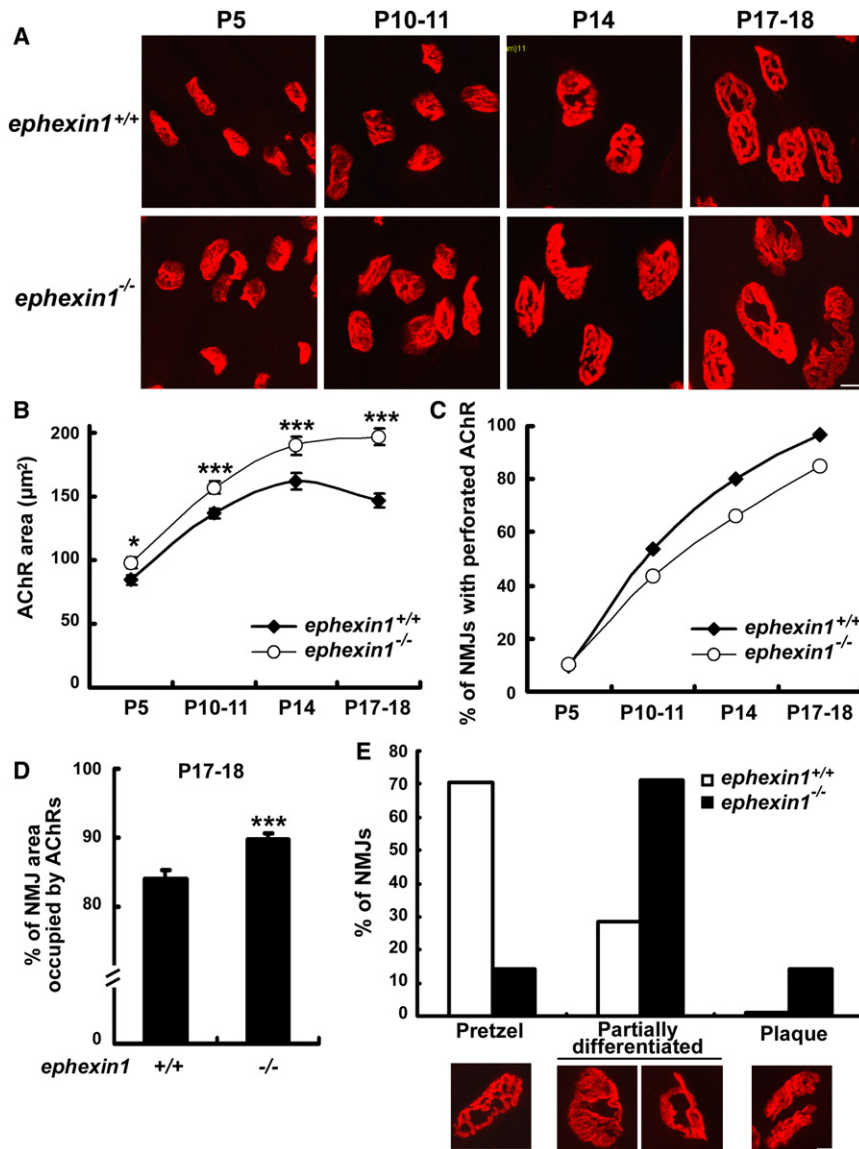 P5 P10-11 P14 P17-18
A
m)11
ephexin1+/+
ephexin1-/-
B
AChR area (µm²)
200
150
100
50
0
* *** *** ***
ephexin1+/+
ephexin1-/-
P5 P10-11 P14 P17-18
C
% of NMJs with perforated AChR
100
80
60
40
20
0
ephexin1+/+
ephexin1-/-
P5 P10-11 P14 P17-18
D
P17-18
% of NMJ area
occupied by AChRs
100
90
80
0
***
ephexin1 +/+ -/-
E
% of NMJs
80
70
60
50
40
30
20
10
0
ephexin1+/+
ephexin1-/-
Pretzel Partially Plaque
differentiated